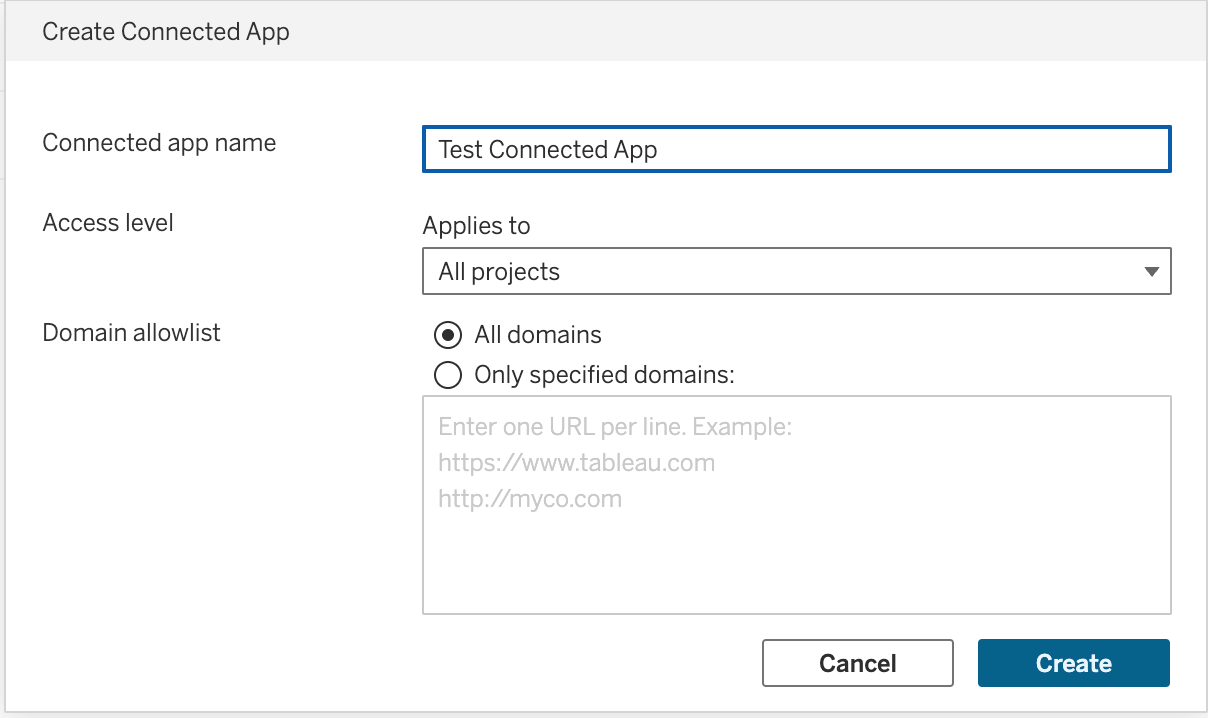 Create Connected App
Connected app name
Test Connected App
Access level
Applies to
All projects
Domain allowlist
All domains
Only specified domains:
Enter one URL per line. Example:
https://www.tableau.com
http://myco.com
Cancel
Create